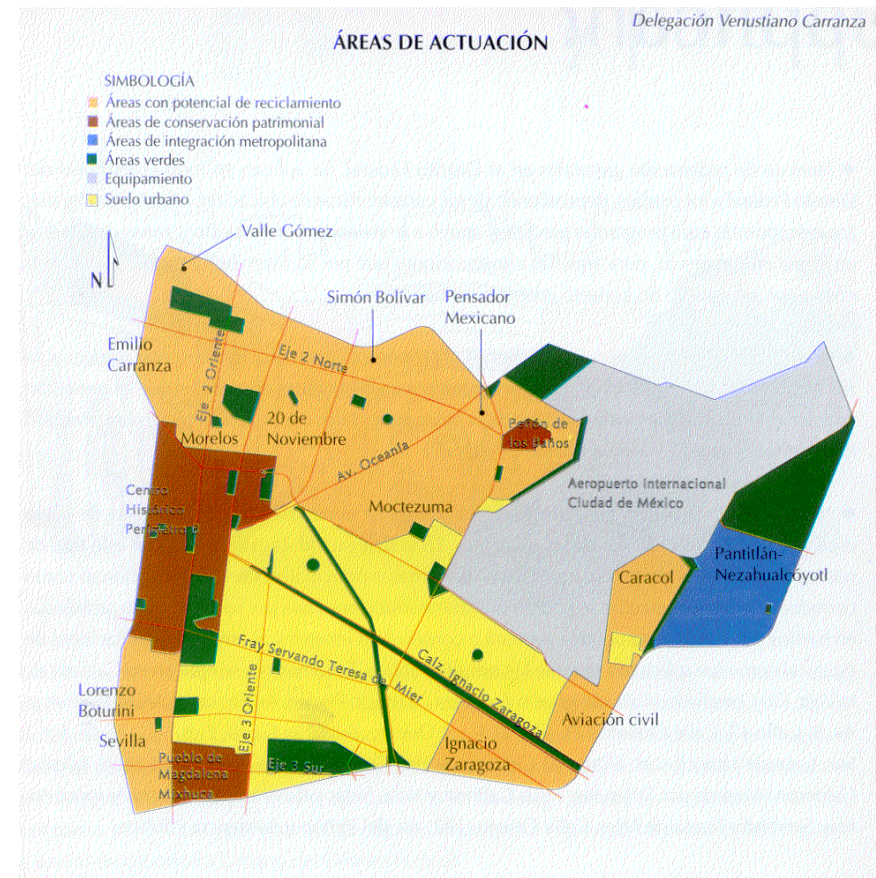 Delegación Venustiano Carranza
ÁREAS DE ACTUACIÓN
SIMBOLOGÍA
Áreas con potencial de reciclamiento
Áreas de conservación patrimonial
Áreas de integración metropolitana
Áreas verdes
Equipamiento
Suelo urbano
Valle Gómez
N
Simón Bolívar
Pensador
Mexicano
Emilio
Carranza
Eje 2 Oriente
Eje 2 Norte
20 de
Noviembre
Morelos
Av. Oceanía
Peñón de
los Baños
Centro
Histórico
Perímetro
Moctezuma
Aeropuerto Internacional
Ciudad de México
Caracol
Pantitlán-
Nezahualcóyotl
Fray Servando Teresa de Mier
Calz. Ignacio Zaragoza
Eje 3 Oriente
Lorenzo
Boturini
Sevilla
Aviación civil
Ignacio
Zaragoza
Pueblo de
Magdalena
Mixhuca
Eje 3 Sur